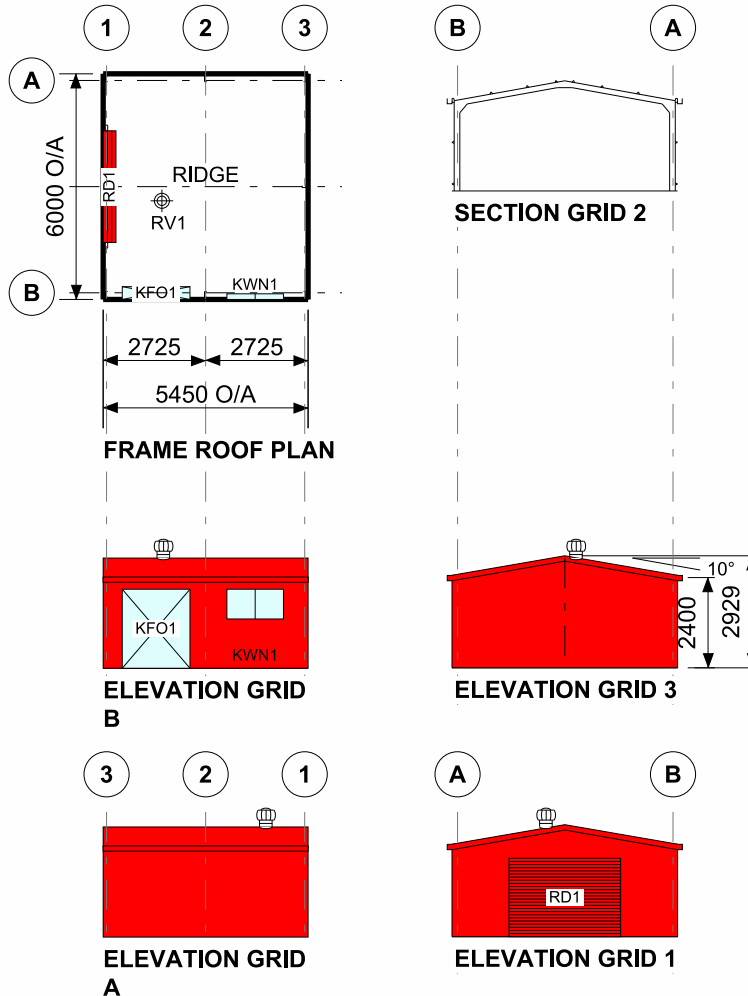 1 2 3
A
6000 O/A
RD1
RIDGE
RV1
B
KFO1 KWN1
2725 2725
5450 O/A
FRAME ROOF PLAN
B A
SECTION GRID 2
KFO1
KWN1
ELEVATION GRID
B
10°
2400
2929
ELEVATION GRID 3
3 2 1
ELEVATION GRID
A
A B
RD1
ELEVATION GRID 1